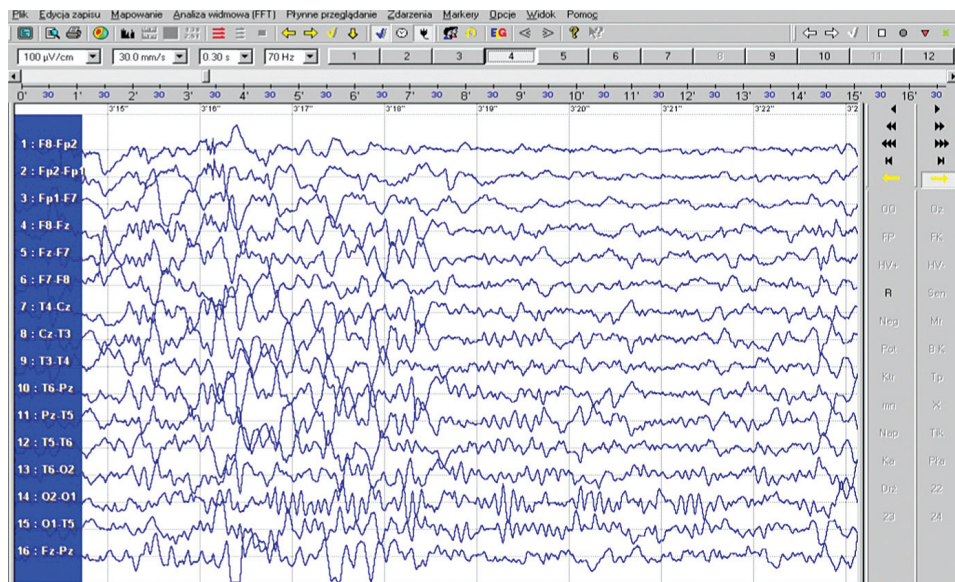 Plik Edycja zapisu Mapowanie Analiza widmowa (FFT) Płynne przeglądanie Zdarzenia Markery Opcje Widok Pomoc
EG
100 µV/cm 30.0 mm/s 0.30 s 70 Hz 1 2 3 4 5 6 7 8 9 10 11 12
0' 30 1' 30 2' 30 3' 30 4' 30 5' 30 6' 30 7' 30 8' 30 9' 30 10' 30 11' 30 12' 30 13' 30 14' 30 15' 30 16' 30
3'15" 3'16" 3'17" 3'18" 3'19" 3'20" 3'21" 3'22" 3'2
1 : F8-Fp2
2 : Fp2-Fp1
3 : Fp1-F7
4 : F8-Fz
5 : Fz-F7
6 : F7-F8
7 : T4-Cz
8 : Cz-T3
9 : T3-T4
10 : T6-Pz
11 : Pz-T5
12 : T5-T6
13 : T6-O2
14 : O2-O1
15 : O1-T5
16 : Fz-Pz
OO Oz
FP FK
HV+ HV-
R Sen
Neg Mr
Pot B K
Klr Tp
mn X
Nap Tik
Ka Pła
Drż 22
23 24